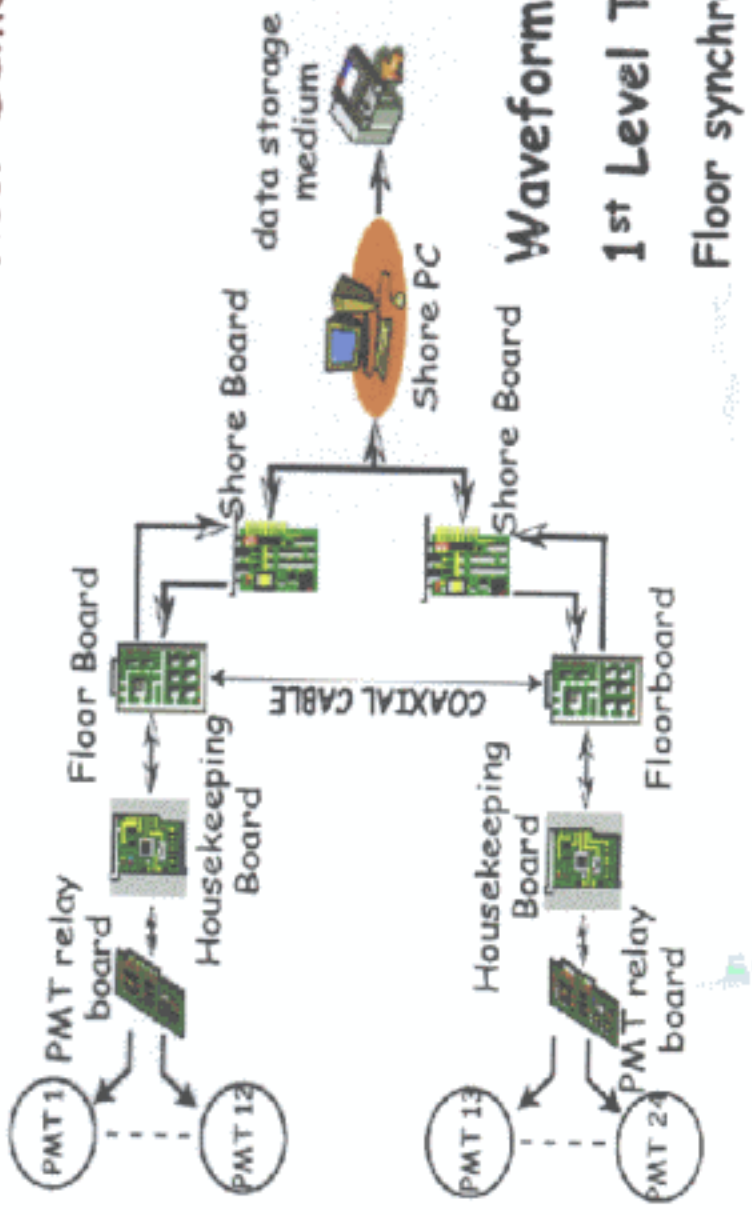 PMT 1
PMT 12
PMT relay
board
Housekeeping
Board
Floor Board
Shore Board
data storage
medium
Shore PC
COAXIAL CABLE
PMT 13
PMT 24
PMT relay
board
Housekeeping
Board
Floorboard
Shore Board
Waveform
1st Level T
Floor synchr